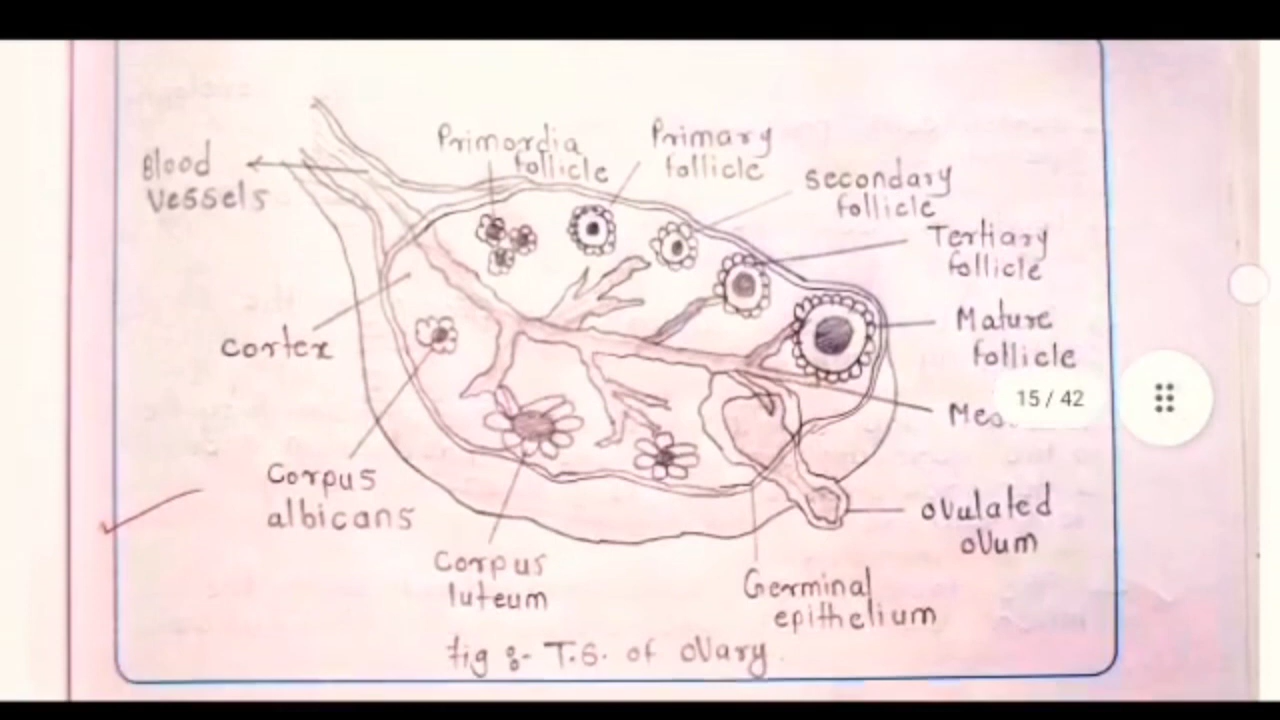 Primordia
follicle
Primary
follicle
Blood
vessels
secondary
follicle
Tertiary
follicle
Mature
follicle
cortex
15 / 42
Corpus
albicans
ovulated
ovum
Corpus
luteum
Germinal
epithelium
fig :- T.S. of ovary